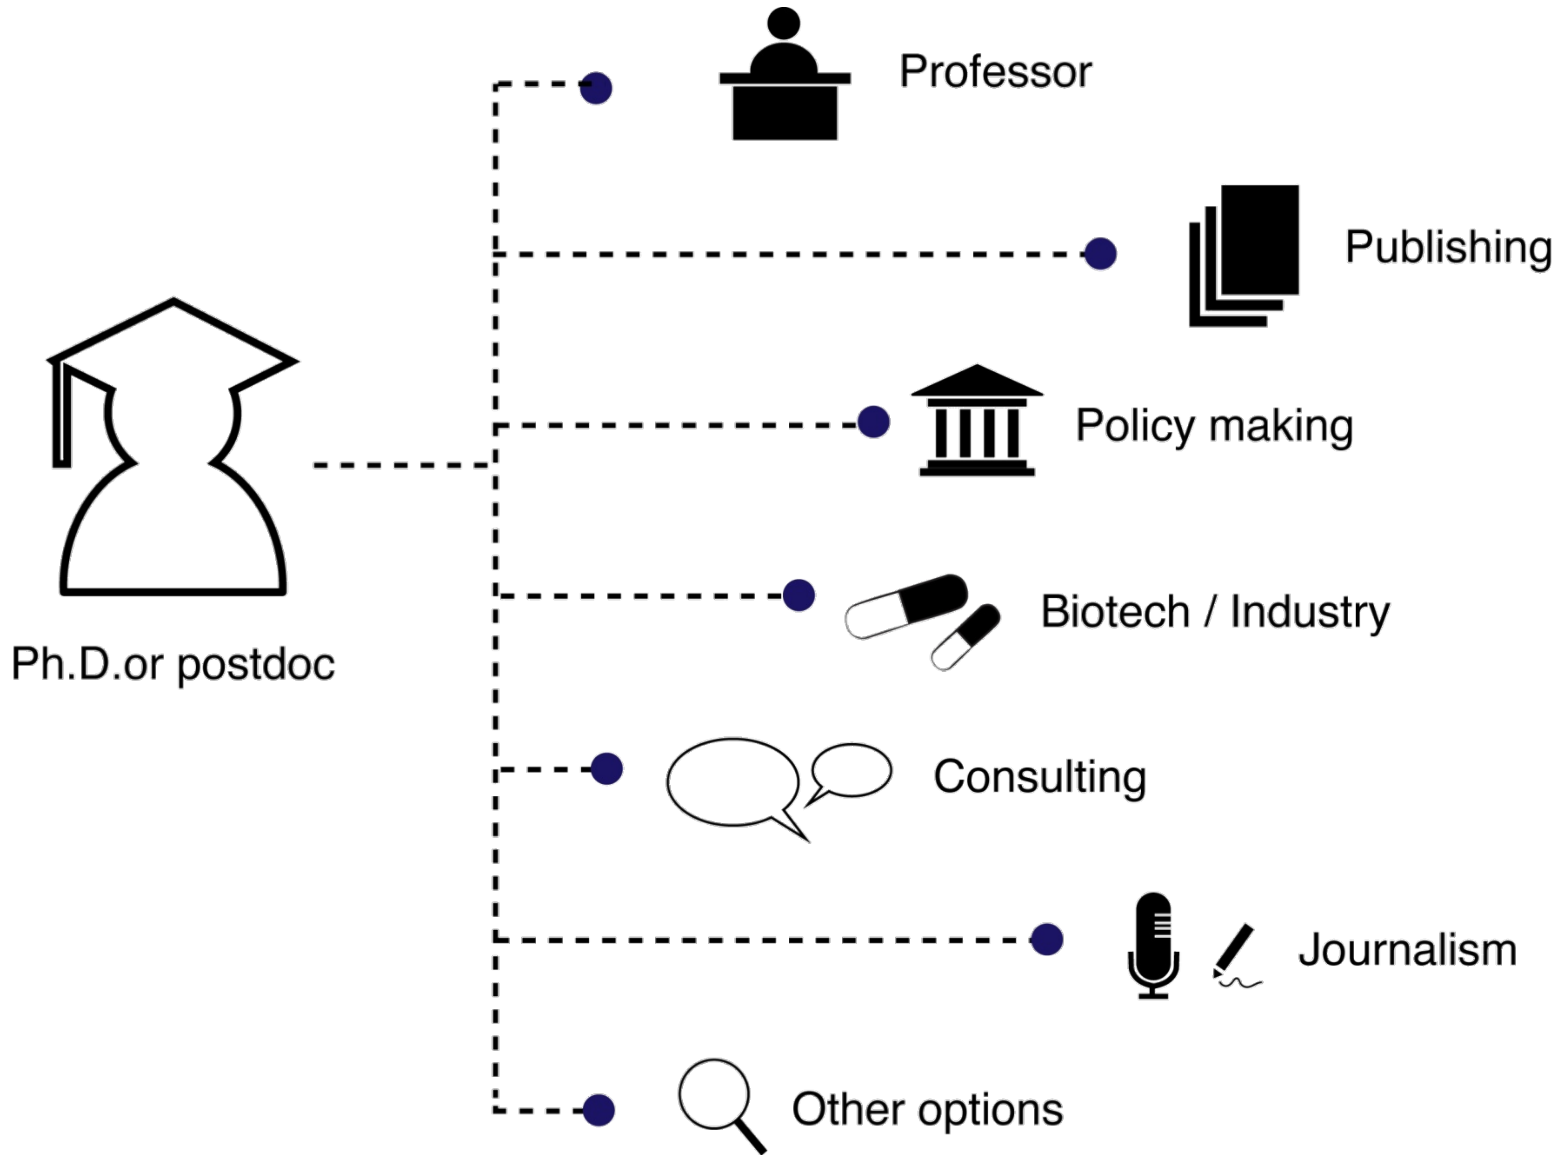 Professor
Publishing
Policy making
Biotech / Industry
Ph.D.or postdoc
Consulting
Journalism
Other options